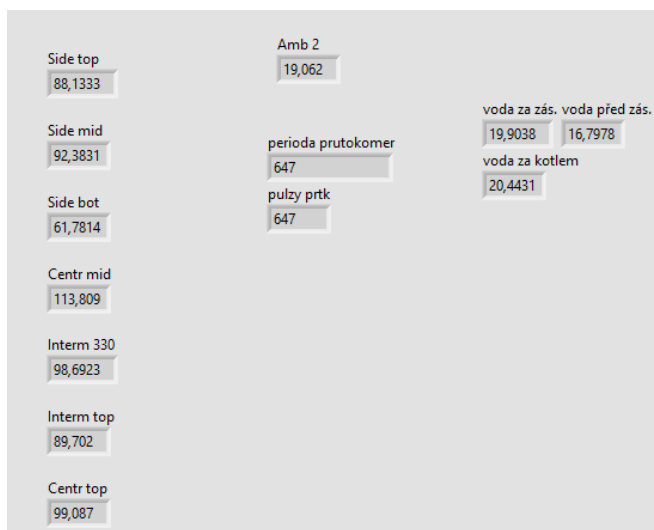 Side top
88,1333
Side mid
92,3831
Side bot
61,7814
Centr mid
113,809
Interm 330
98,6923
Interm top
89,702
Centr top
99,087
Amb 2
19,062
perioda prutokomer
647
pulzy prtk
647
voda za zás. voda před zás.
19,9038 16,7978
voda za kotlem
20,4431